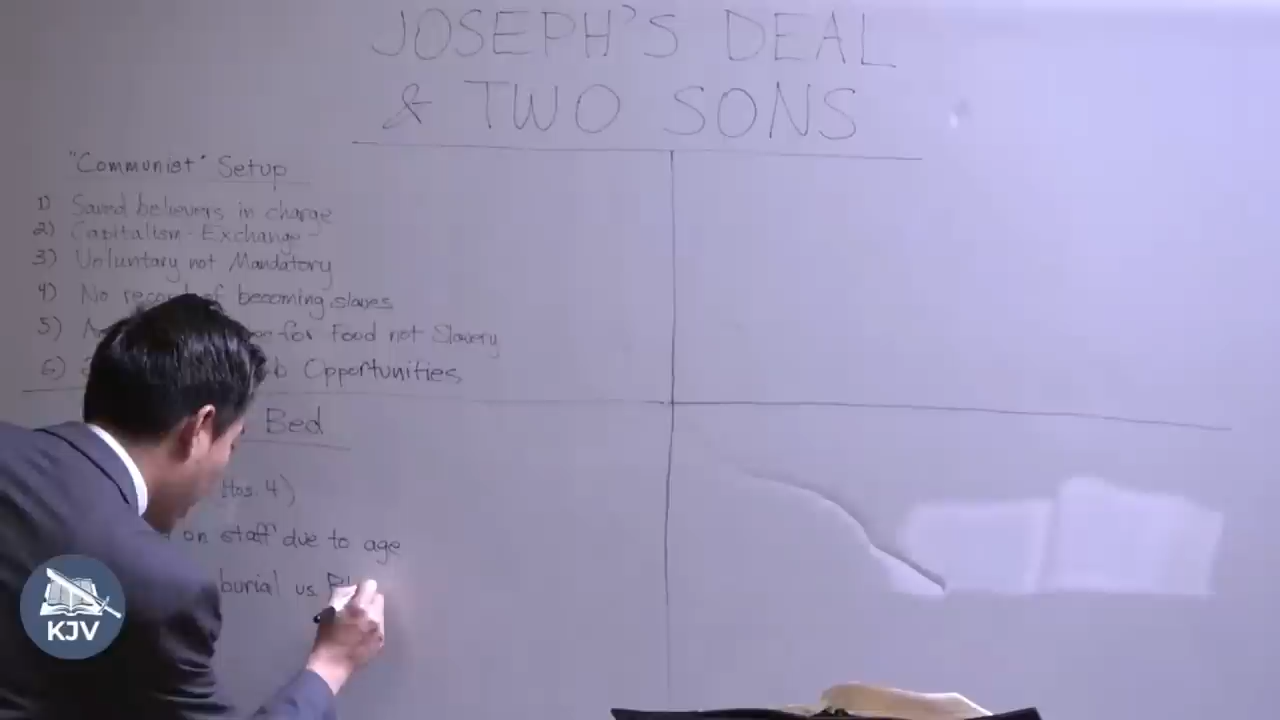 JOSEPH'S DEAL
& TWO SONS
"Communist" Setup
1) Saved believers in charge
2) Capitalism - Exchange -
3) Voluntary not Mandatory
4) No record of becoming slaves
5) for Food not Slavery
6) Opportunities
Bed
Hos. 4)
on staff due to age
burial vs.
KJV